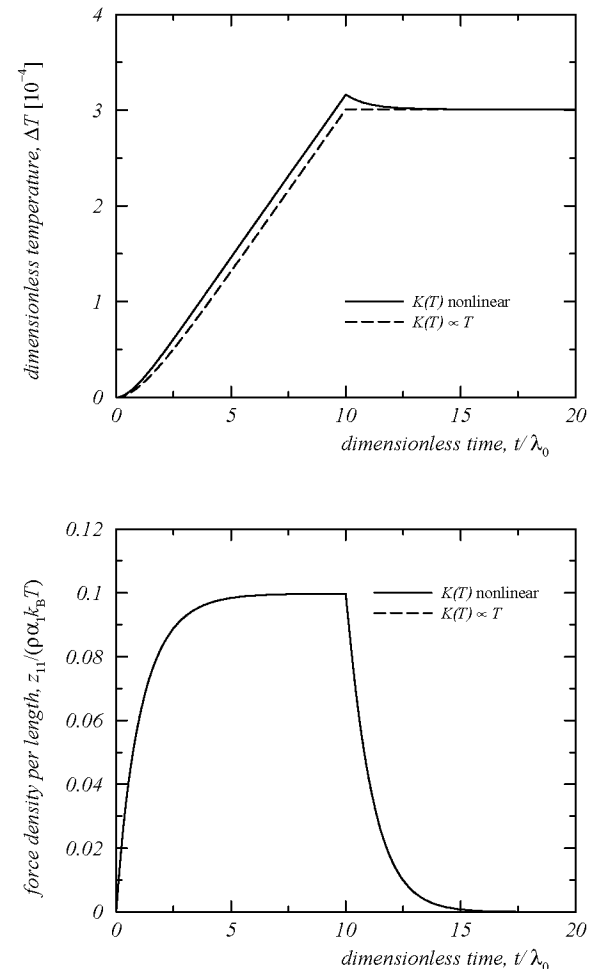 dimensionless temperature, ΔT [10⁻⁴]
4
3
2
1
0
K(T) nonlinear
K(T) ∝ T
0 5 10 15 20
dimensionless time, t/λ₀
force density per length, z₁₁/(ρα₁k_BT)
0.12
0.1
0.08
0.06
0.04
0.02
0
K(T) nonlinear
K(T) ∝ T
0 5 10 15 20
dimensionless time, t/λ₀